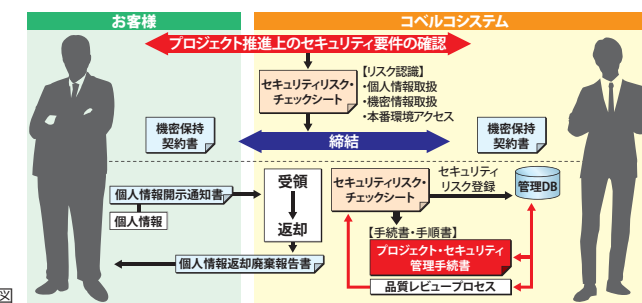 お客様
コベルコシステム
プロジェクト推進上のセキュリティ要件の確認
セキュリティリスク・
チェックシート
【リスク認識】
・個人情報取扱
・機密情報取扱
・本番環境アクセス
機密保持
契約書
締結
機密保持
契約書
個人情報開示通知書
個人情報
受領
返却
個人情報返却廃棄報告書
セキュリティリスク・
チェックシート
セキュリティ
リスク登録
管理DB
【手続書・手順書】
プロジェクト・セキュリティ
管理手続書
品質レビュープロセス
図